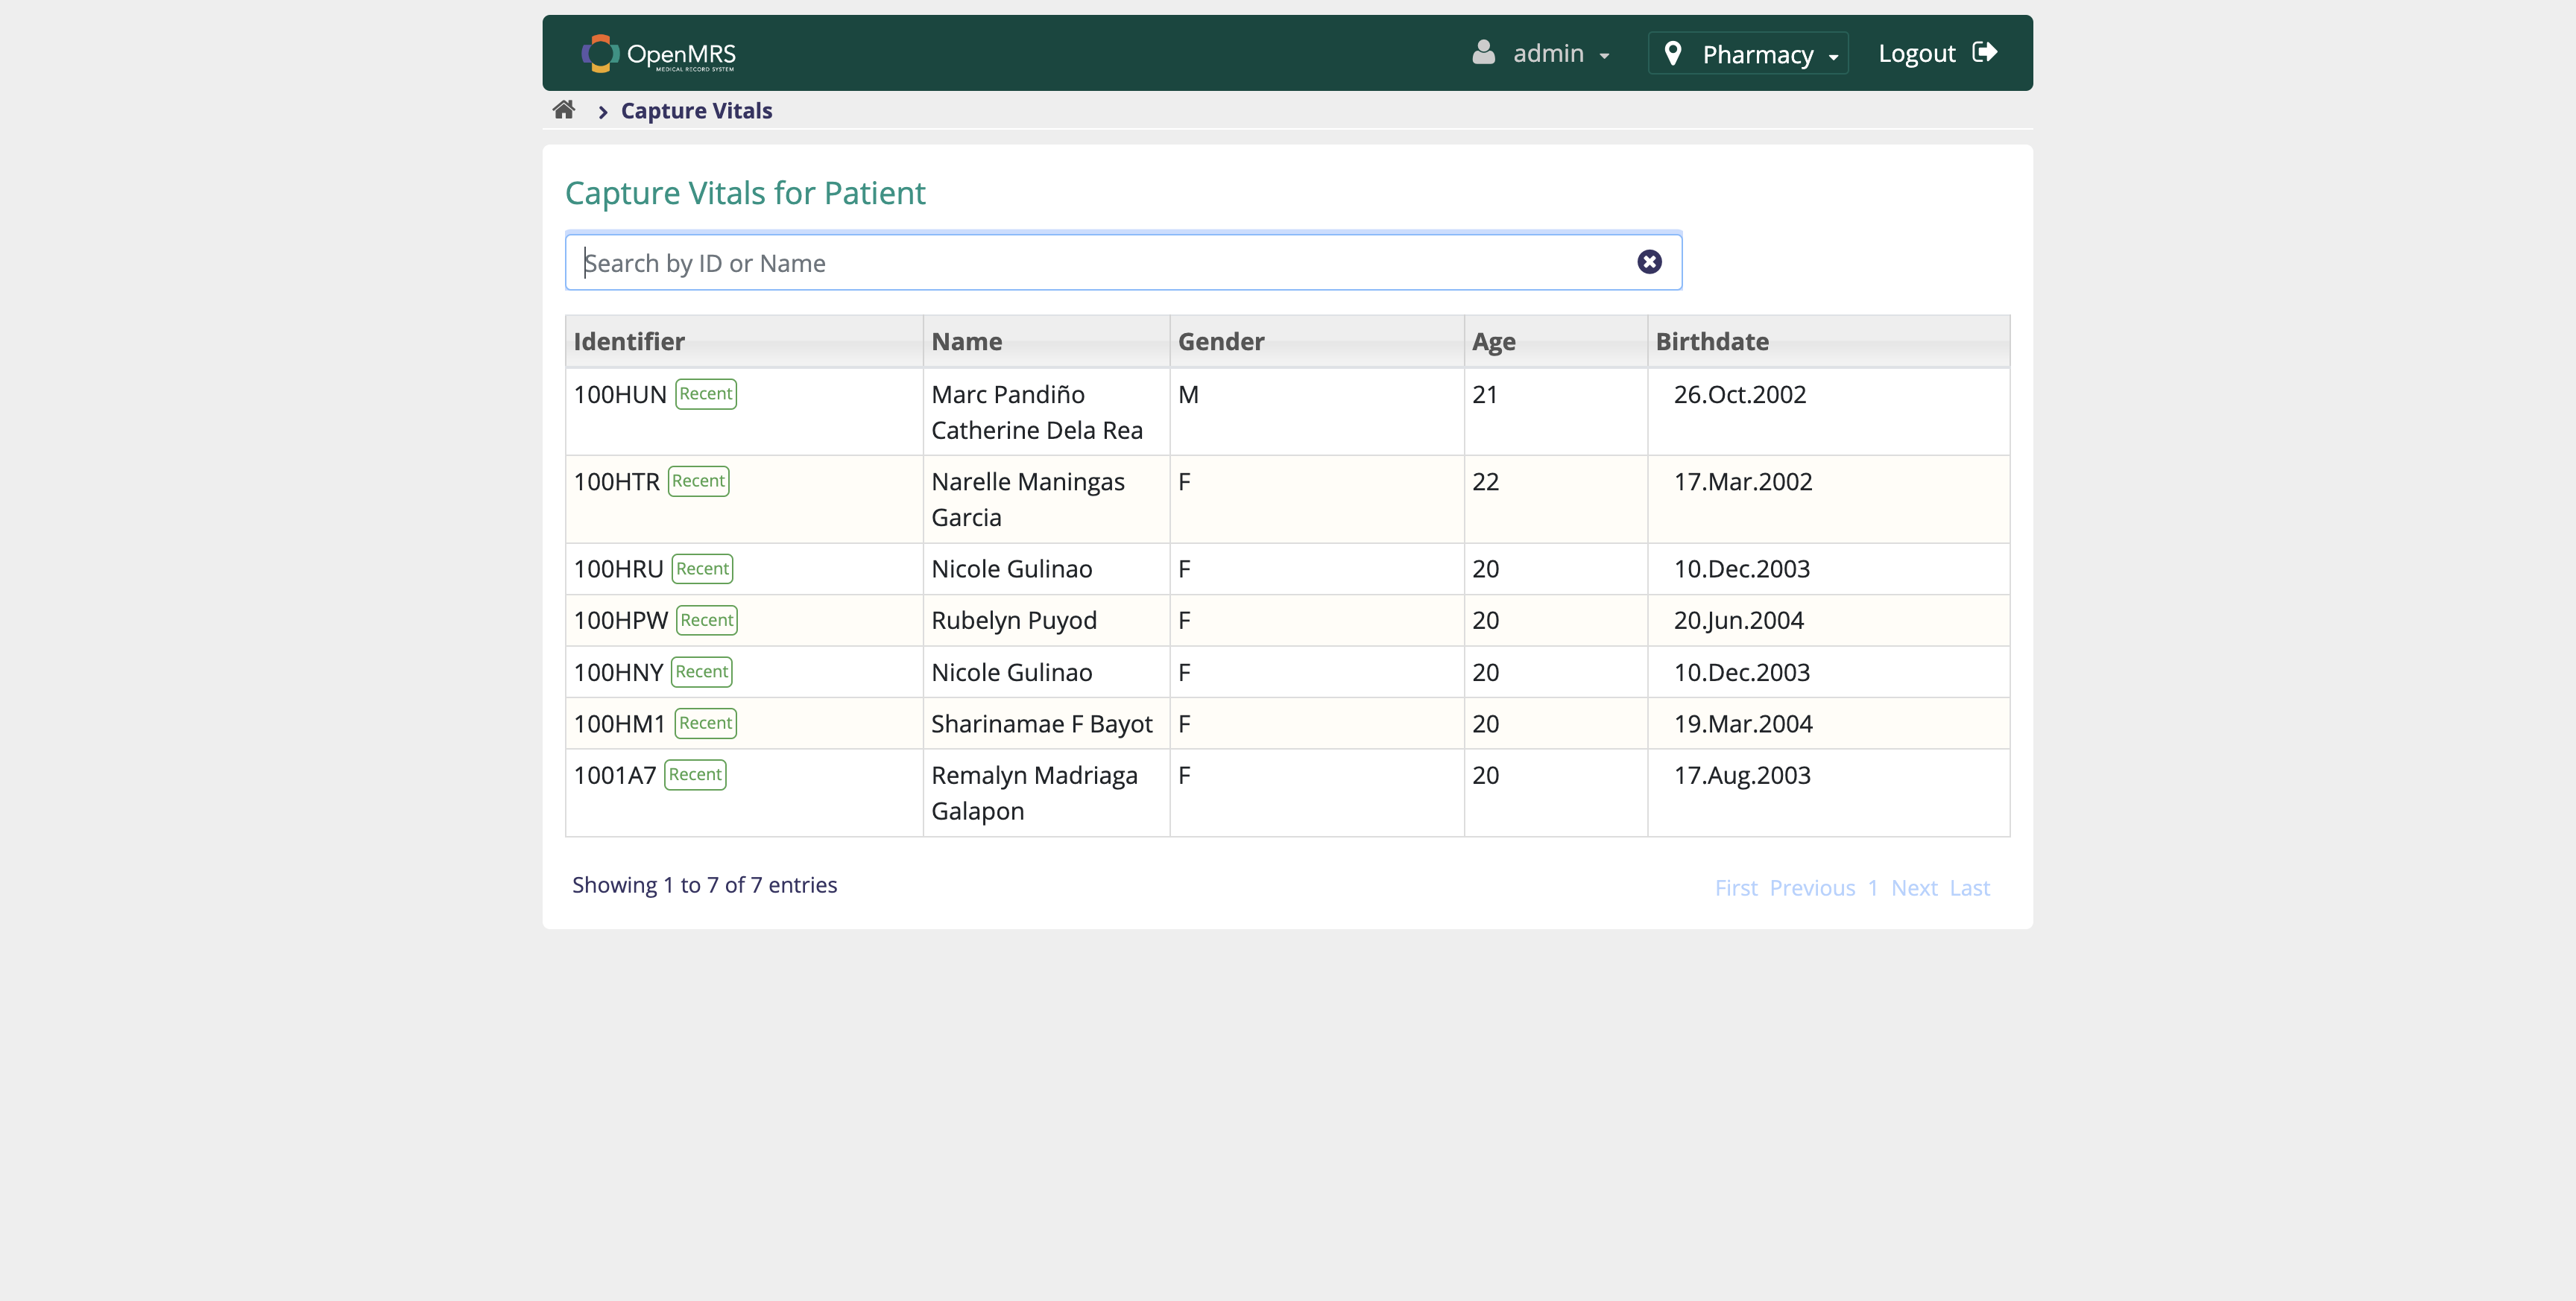 OpenMRS
MEDICAL RECORD SYSTEM
admin
Pharmacy
Logout
Capture Vitals
Capture Vitals for Patient
Search by ID or Name
Identifier Name Gender Age Birthdate
100HUN Recent Marc Pandiño M 21 26.Oct.2002
Catherine Dela Rea
100HTR Recent Narelle Maningas F 22 17.Mar.2002
Garcia
100HRU Recent Nicole Gulinao F 20 10.Dec.2003
100HPW Recent Rubelyn Puyod F 20 20.Jun.2004
100HNY Recent Nicole Gulinao F 20 10.Dec.2003
100HM1 Recent Sharinamae F Bayot F 20 19.Mar.2004
1001A7 Recent Remalyn Madriaga F 20 17.Aug.2003
Galapon
Showing 1 to 7 of 7 entries
First Previous 1 Next Last